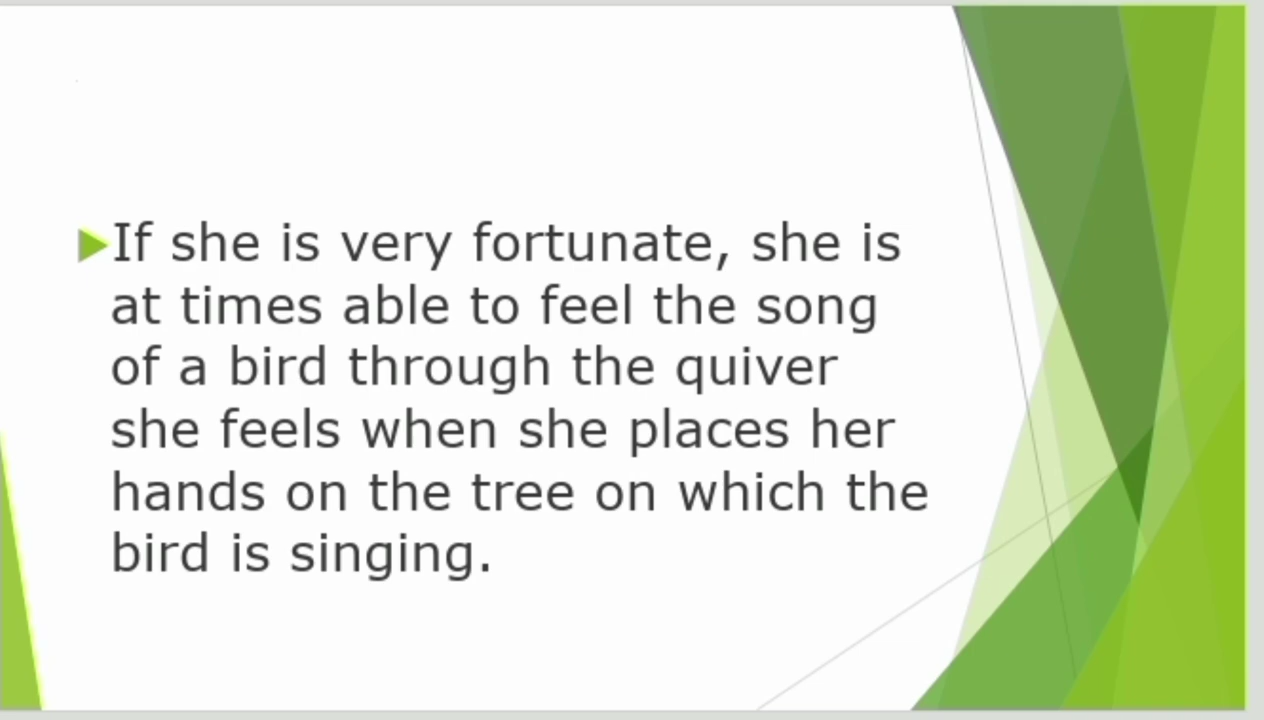 If she is very fortunate, she is
at times able to feel the song
of a bird through the quiver
she feels when she places her
hands on the tree on which the
bird is singing.